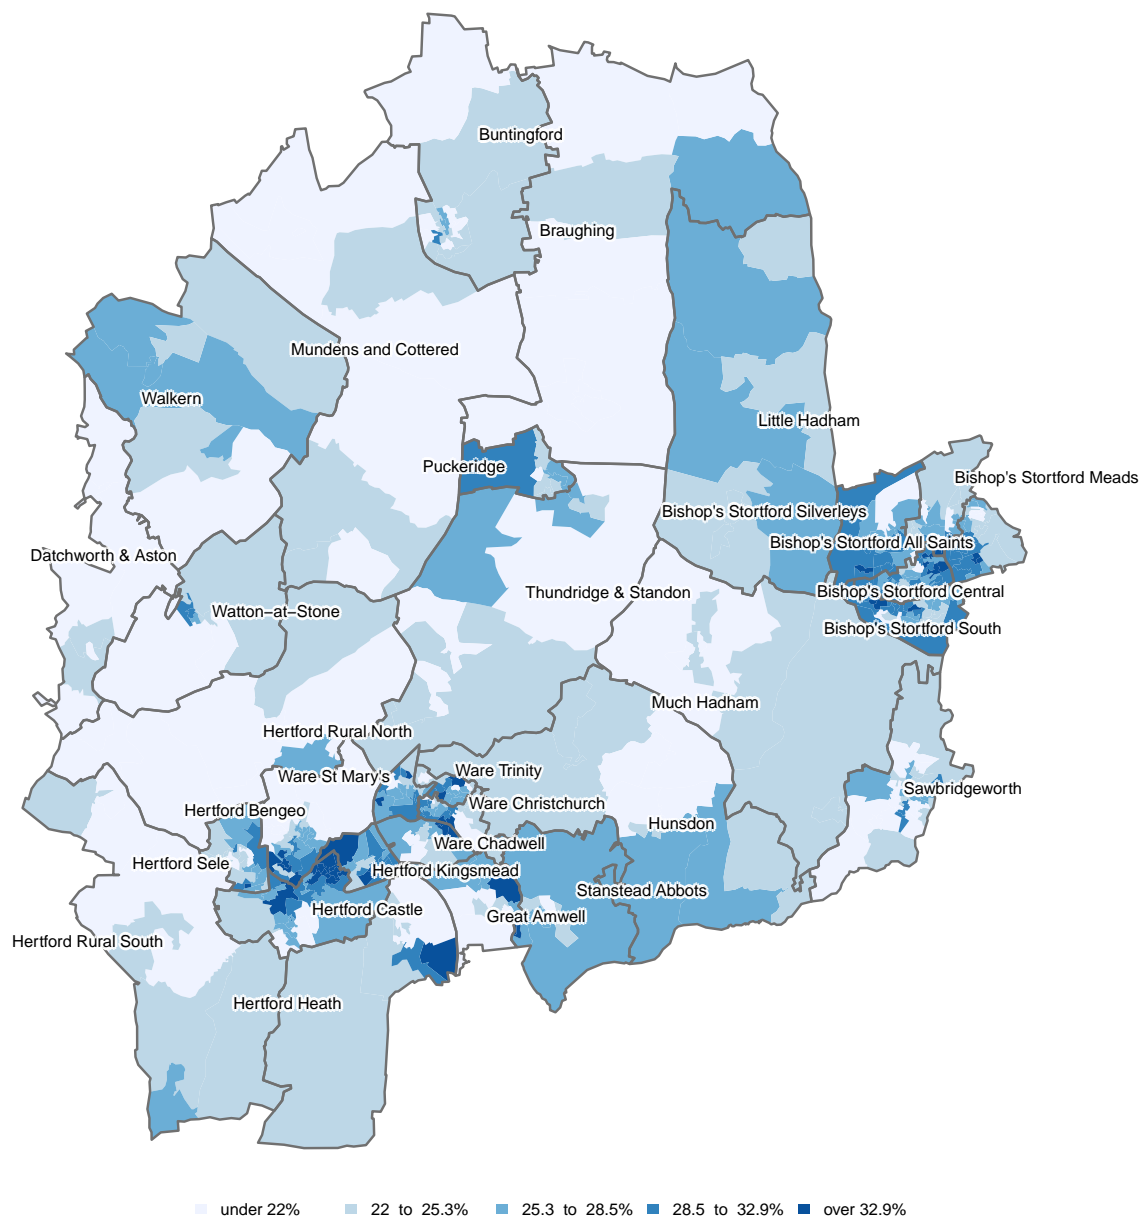 Buntingford
Braughing
Mundens and Cottered
Walkern
Little Hadham
Puckeridge
Bishop's Stortford Meads
Bishop's Stortford Silverleys
Bishop's Stortford All Saints
Datchworth & Aston
Thundridge & Standon
Bishop's Stortford Central
Watton–at–Stone
Bishop's Stortford South
Much Hadham
Hertford Rural North
Ware Trinity
Ware St Mary's
Sawbridgeworth
Ware Christchurch
Hertford Bengeo
Hunsdon
Ware Chadwell
Hertford Sele
Hertford Kingsmead
Stanstead Abbots
Hertford Castle
Great Amwell
Hertford Rural South
Hertford Heath
under 22% 22 to 25.3% 25.3 to 28.5% 28.5 to 32.9% over 32.9%